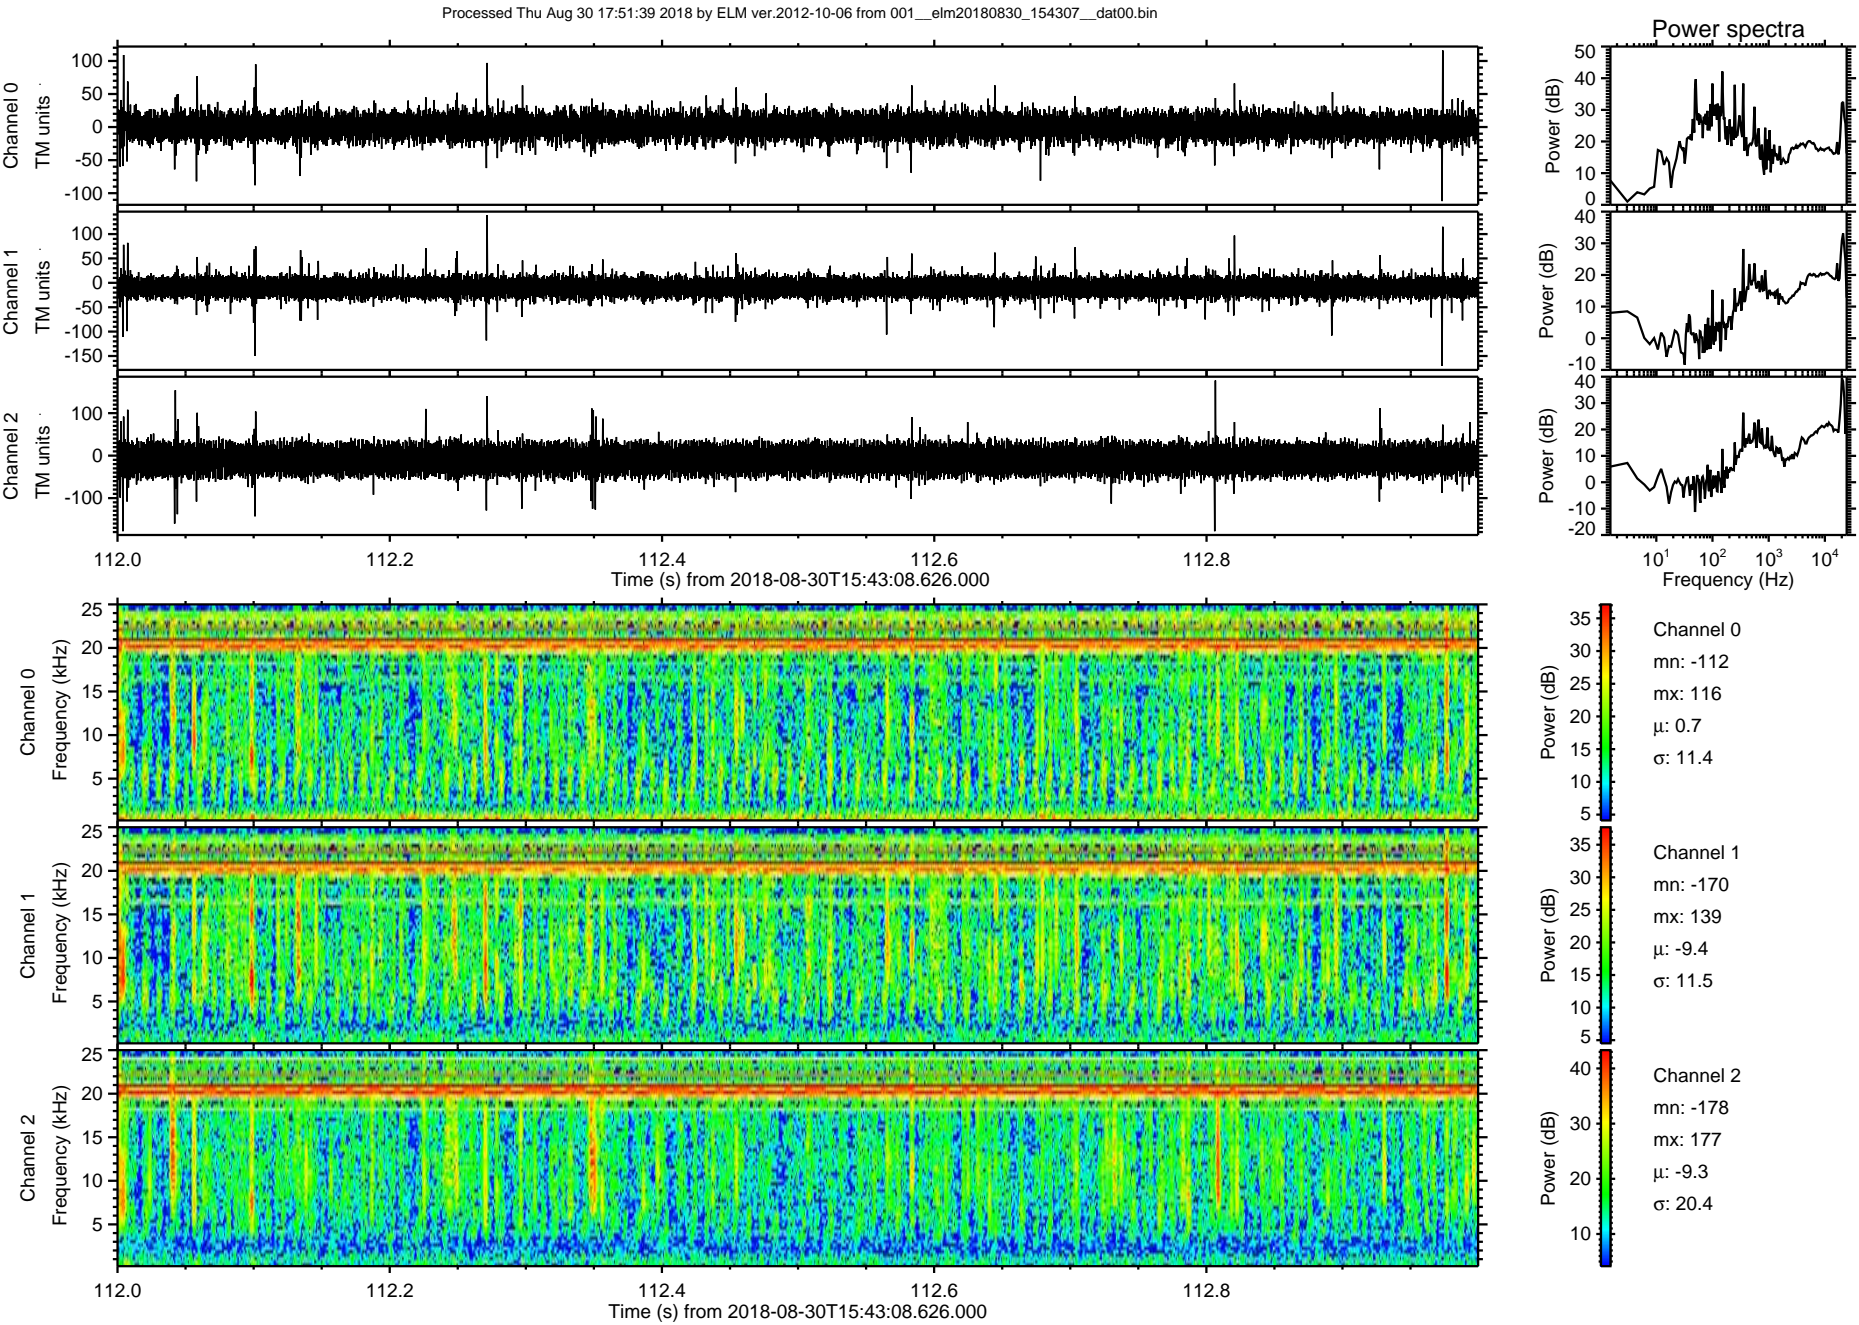 Processed Thu Aug 30 17:51:39 2018 by ELM ver.2012-10-06 from 001__elm20180830_154307__dat00.bin
Power spectra
Channel 0
TM units
100
50
0
-50
-100
Power (dB)
50
40
30
20
10
0
Channel 1
TM units
100
50
0
-50
-100
-150
Power (dB)
40
30
20
10
0
-10
Channel 2
TM units
100
0
-100
Power (dB)
40
30
20
10
0
-10
-20
112.0 112.2 112.4 112.6 112.8
Time (s) from 2018-08-30T15:43:08.626.000
10¹ 10² 10³ 10⁴
Frequency (Hz)
Channel 0
Frequency (kHz)
25
20
15
10
5
Power (dB)
35
30
25
20
15
10
5
Channel 0
mn: -112
mx: 116
μ: 0.7
σ: 11.4
Channel 1
Frequency (kHz)
25
20
15
10
5
Power (dB)
35
30
25
20
15
10
5
Channel 1
mn: -170
mx: 139
μ: -9.4
σ: 11.5
Channel 2
Frequency (kHz)
25
20
15
10
5
Power (dB)
40
30
20
10
Channel 2
mn: -178
mx: 177
μ: -9.3
σ: 20.4
112.0 112.2 112.4 112.6 112.8
Time (s) from 2018-08-30T15:43:08.626.000